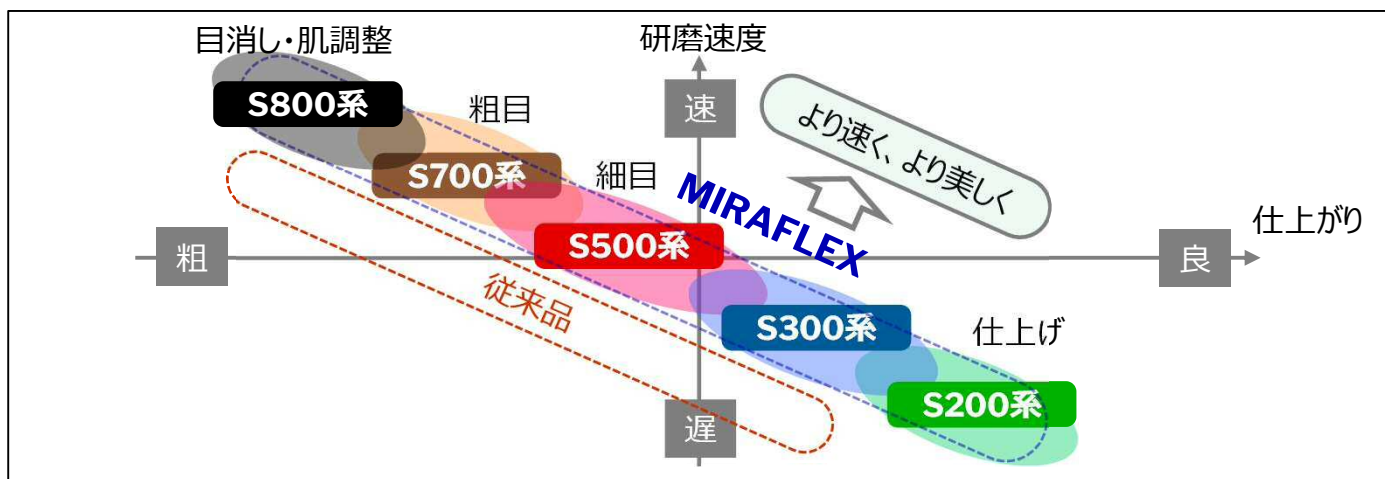 目消し・肌調整
研磨速度
S800系
粗目
速
より速く、より美しく
S700系
細目
MIRAFLEX
仕上がり
粗
S500系
良
従来品
S300系
仕上げ
S200系
遅